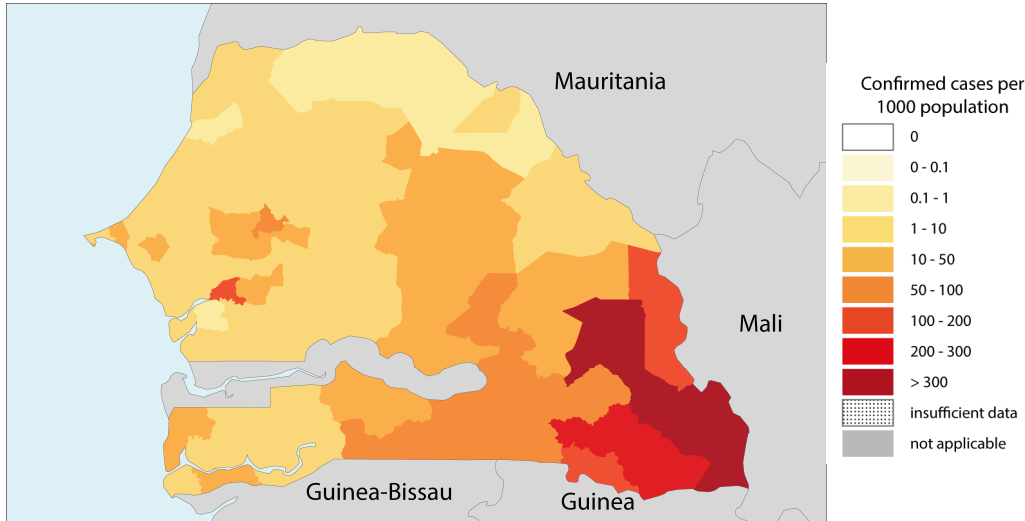 Mauritania
Mali
Guinea-Bissau
Guinea
Confirmed cases per
1000 population
0
0 - 0.1
0.1 - 1
1 - 10
10 - 50
50 - 100
100 - 200
200 - 300
> 300
insufficient data
not applicable